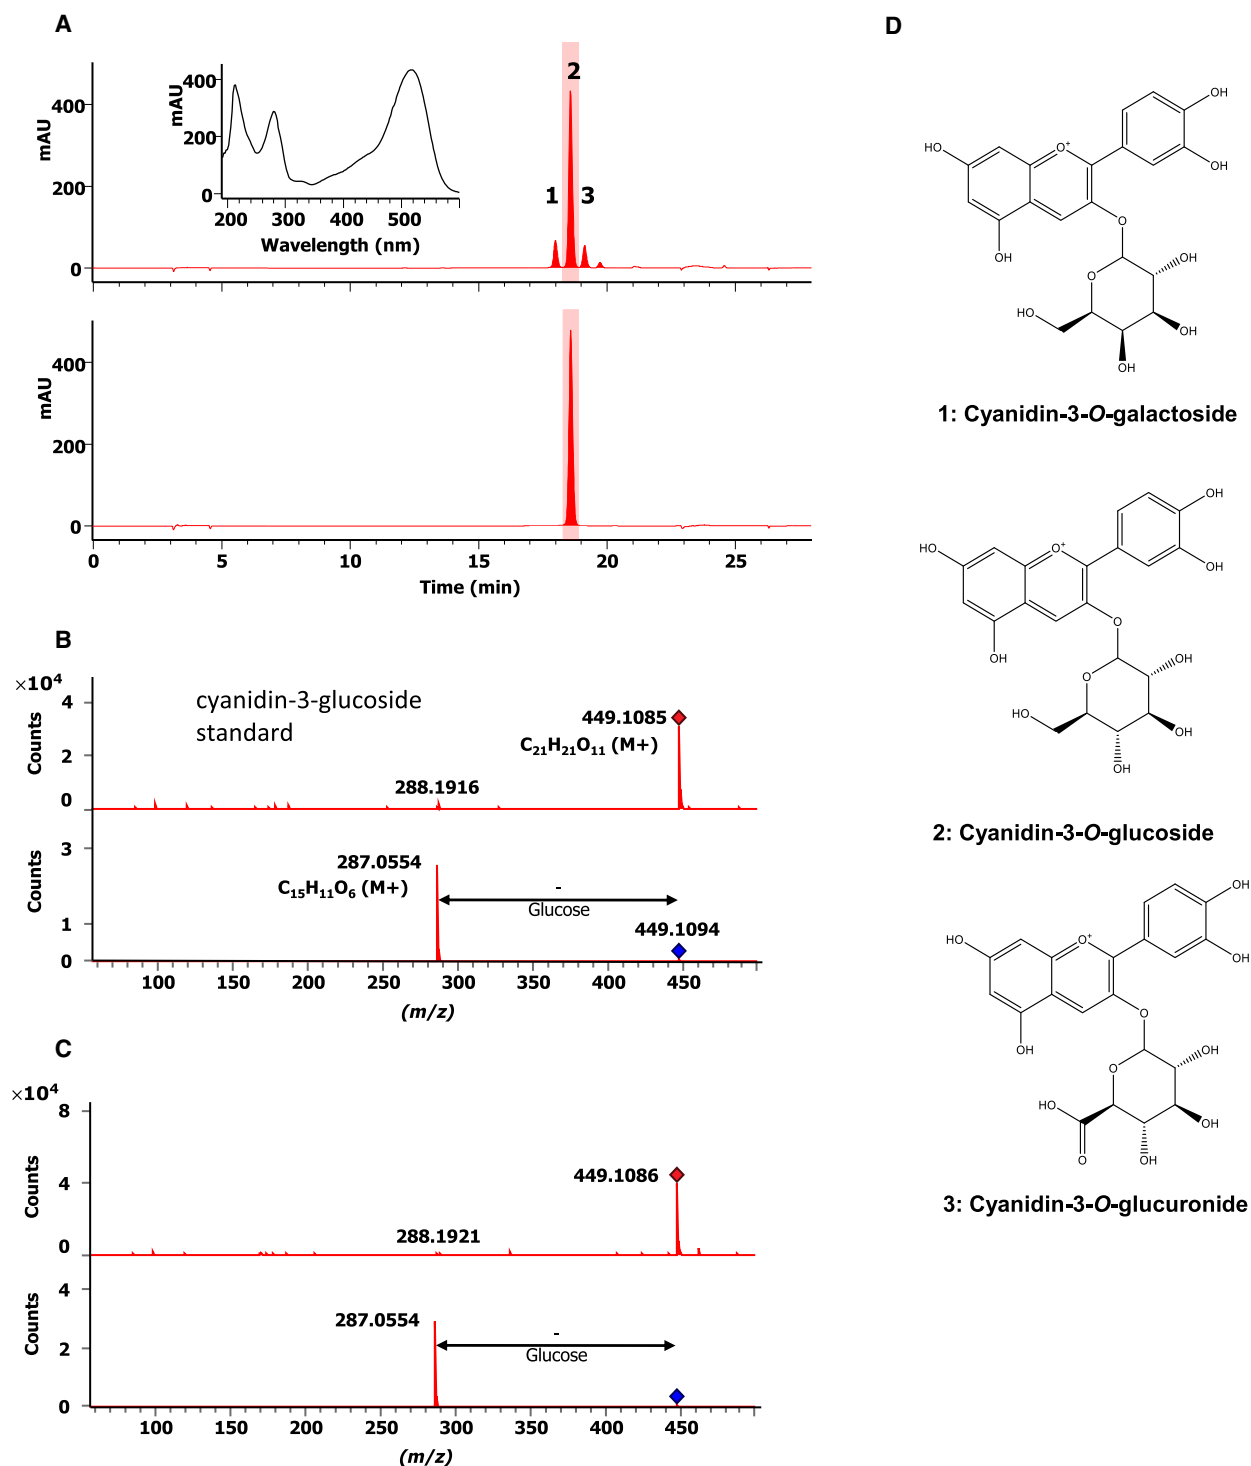 A
mAU
400
200
0
mAU
400
200
0
200
300
400
500
Wavelength (nm)
1
2
3
0
mAU
400
200
0
0
5
10
15
20
25
Time (min)
B
×10⁴
Counts
4
2
0
cyanidin-3-glucoside
standard
449.1085
C₂₁H₂₁O₁₁ (M+)
288.1916
Counts
3
1
0
287.0554
C₁₅H₁₁O₆ (M+)
-
Glucose
449.1094
100
150
200
250
300
350
400
450
(m/z)
C
×10⁴
Counts
8
4
0
449.1086
288.1921
Counts
4
2
0
287.0554
-
Glucose
100
150
200
250
300
350
400
450
(m/z)
D
OH
OH
HO
O⁺
OH
O
O
OH
HO
OH
OH
1: Cyanidin-3-O-galactoside
OH
OH
HO
O⁺
OH
O
O
OH
HO
OH
OH
2: Cyanidin-3-O-glucoside
OH
OH
HO
O⁺
OH
O
O
OH
HO
OH
O
OH
3: Cyanidin-3-O-glucuronide